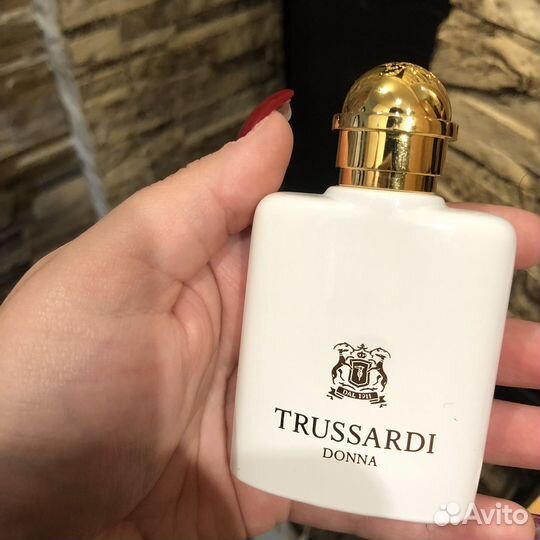 DAL 1911
TRUSSARDI
DONNA
Avito